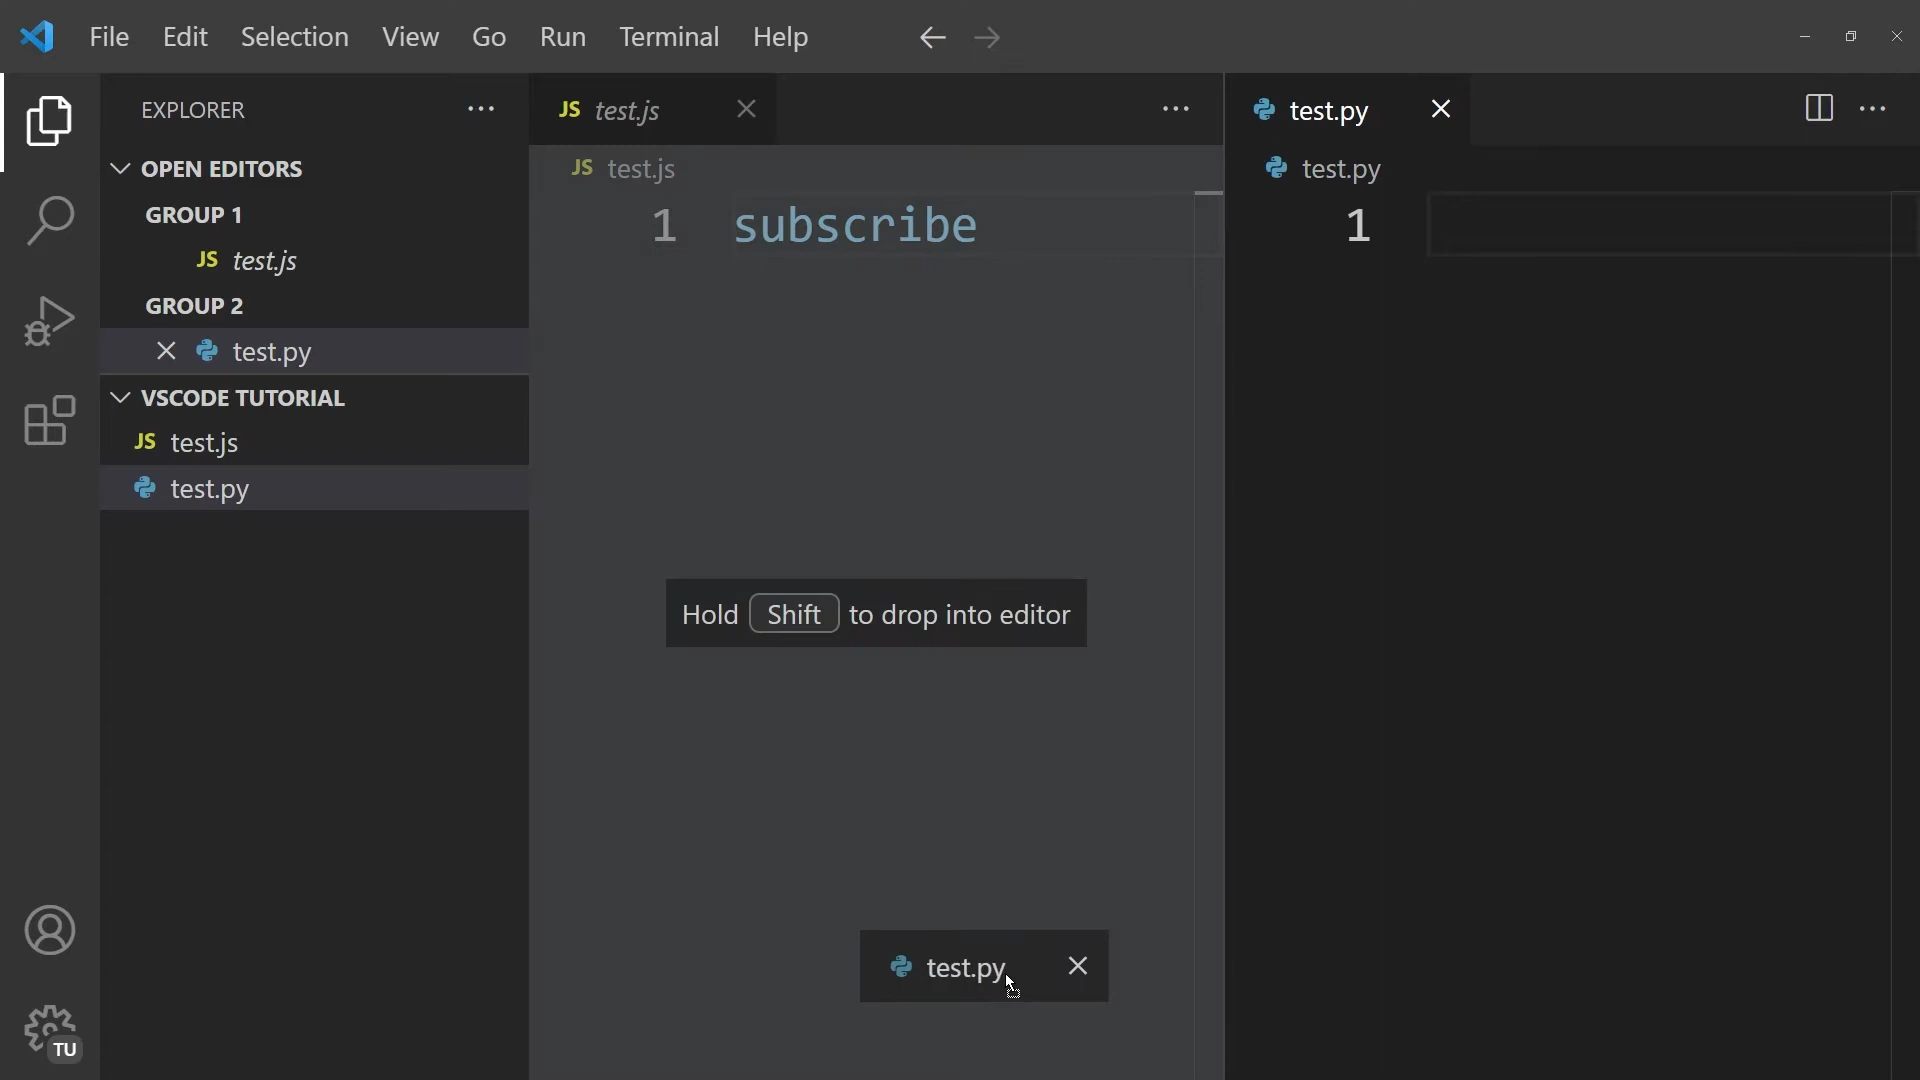 File Edit Selection View Go Run Terminal Help
EXPLORER
OPEN EDITORS
GROUP 1
JS test.js
GROUP 2
test.py
VSCODE TUTORIAL
JS test.js
test.py
TU
JS test.js
JS test.js
1 subscribe
Hold Shift to drop into editor
test.py
test.py
test.py
1